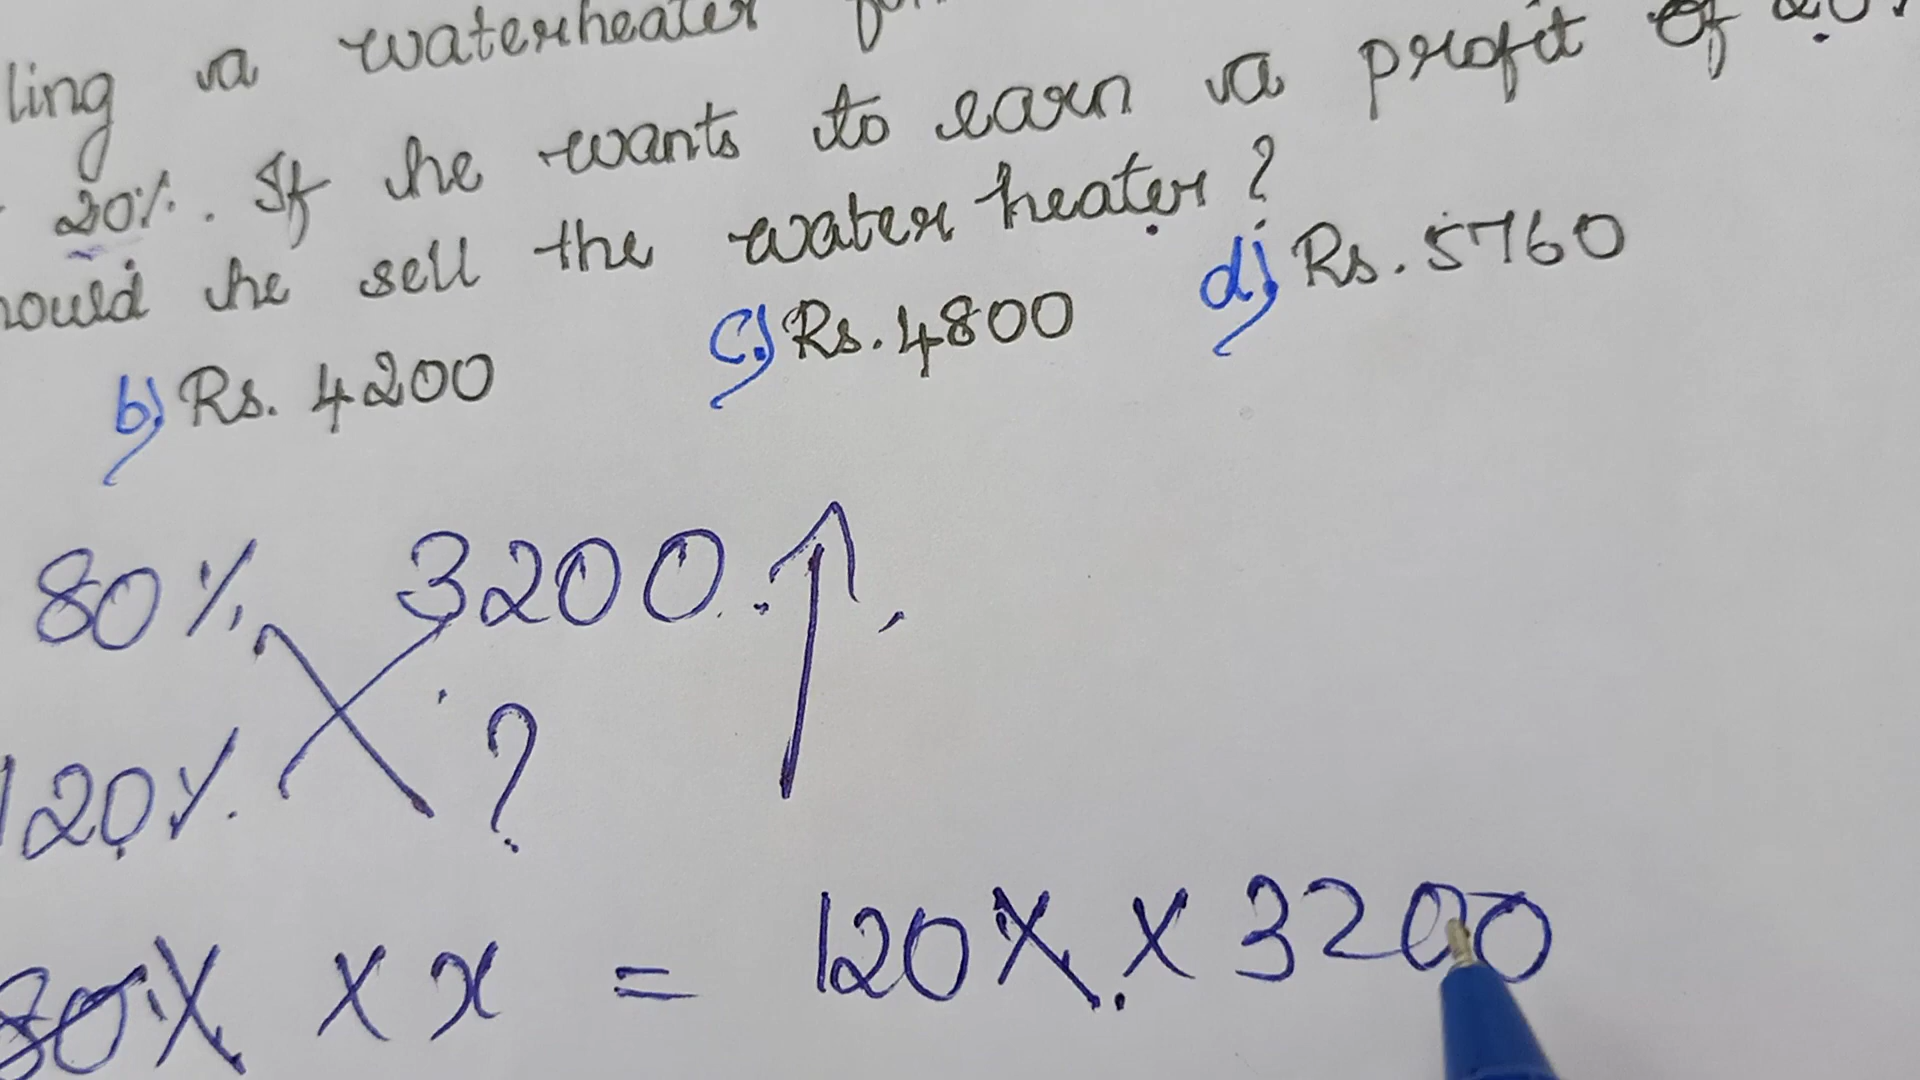 ling a waterheater
20%. If he wants to earn a profit of 20%
ould he sell the water heater?
b) Rs. 4200 c) Rs. 4800 d) Rs. 5760
80% 3200
120% ?
80% × x = 120% × 3200